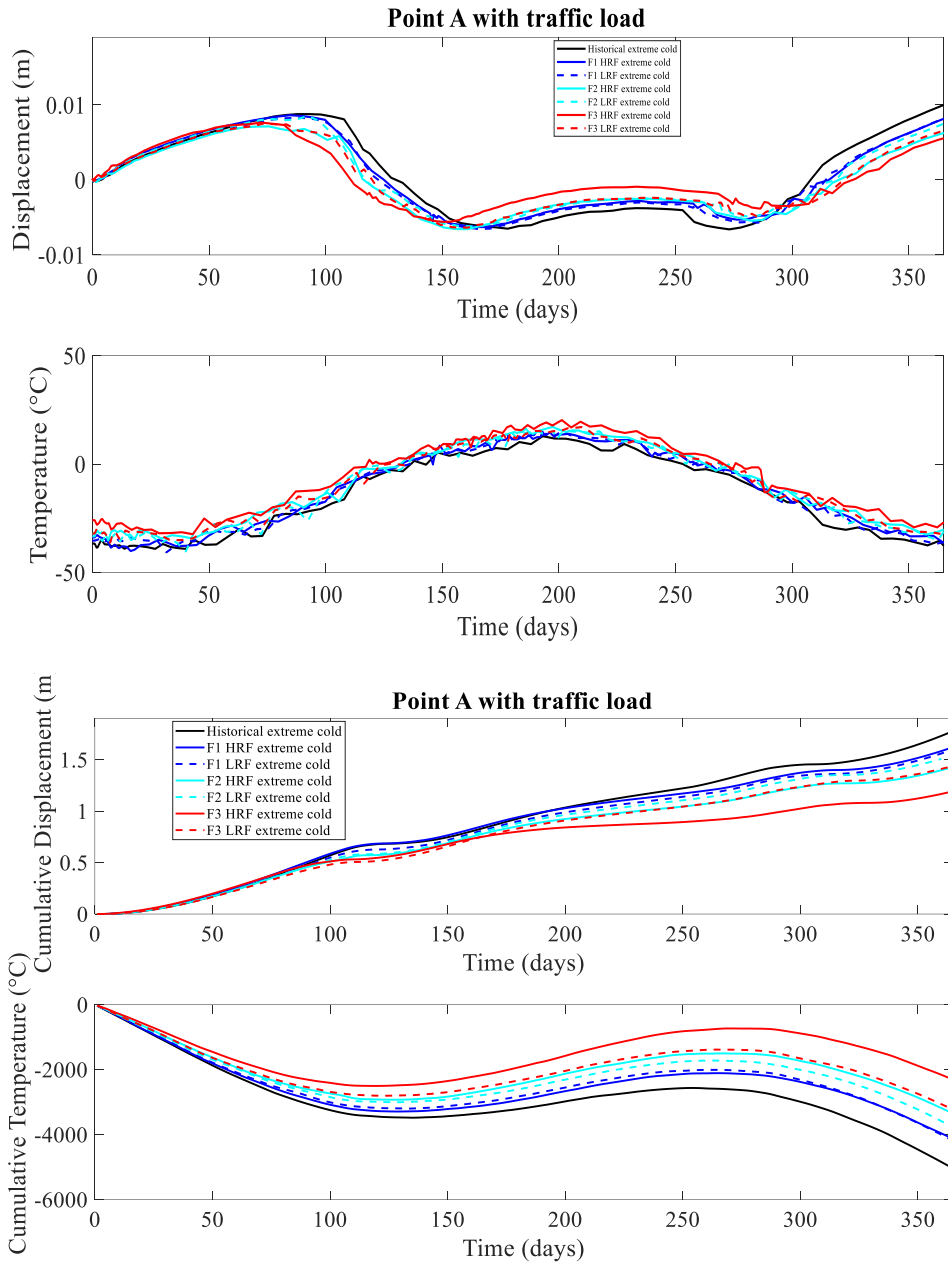 Point A with traffic load
Displacement (m)
0.01
0
-0.01
Historical extreme cold
F1 HRF extreme cold
F1 LRF extreme cold
F2 HRF extreme cold
F2 LRF extreme cold
F3 HRF extreme cold
F3 LRF extreme cold
0 50 100 150 200 250 300 350
Time (days)
Temperature (°C)
50
0
-50
0 50 100 150 200 250 300 350
Time (days)
Point A with traffic load
Cumulative Displacement (m
1.5
1
0.5
0
Historical extreme cold
F1 HRF extreme cold
F1 LRF extreme cold
F2 HRF extreme cold
F2 LRF extreme cold
F3 HRF extreme cold
F3 LRF extreme cold
0 50 100 150 200 250 300 350
Time (days)
Cumulative Temperature (°C)
0
-2000
-4000
-6000
0 50 100 150 200 250 300 350
Time (days)